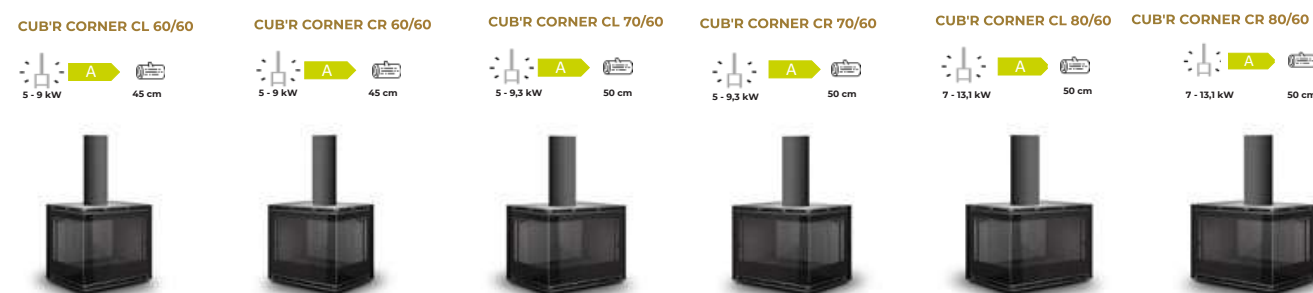 CUB'R CORNER CL 60/60
A
5 - 9 kW
45 cm
CUB'R CORNER CR 60/60
A
5 - 9 kW
45 cm
CUB'R CORNER CL 70/60
A
5 - 9,3 kW
50 cm
CUB'R CORNER CR 70/60
A
5 - 9,3 kW
50 cm
CUB'R CORNER CL 80/60
A
7 - 13,1 kW
50 cm
CUB'R CORNER CR 80/60
A
7 - 13,1 kW
50 cm